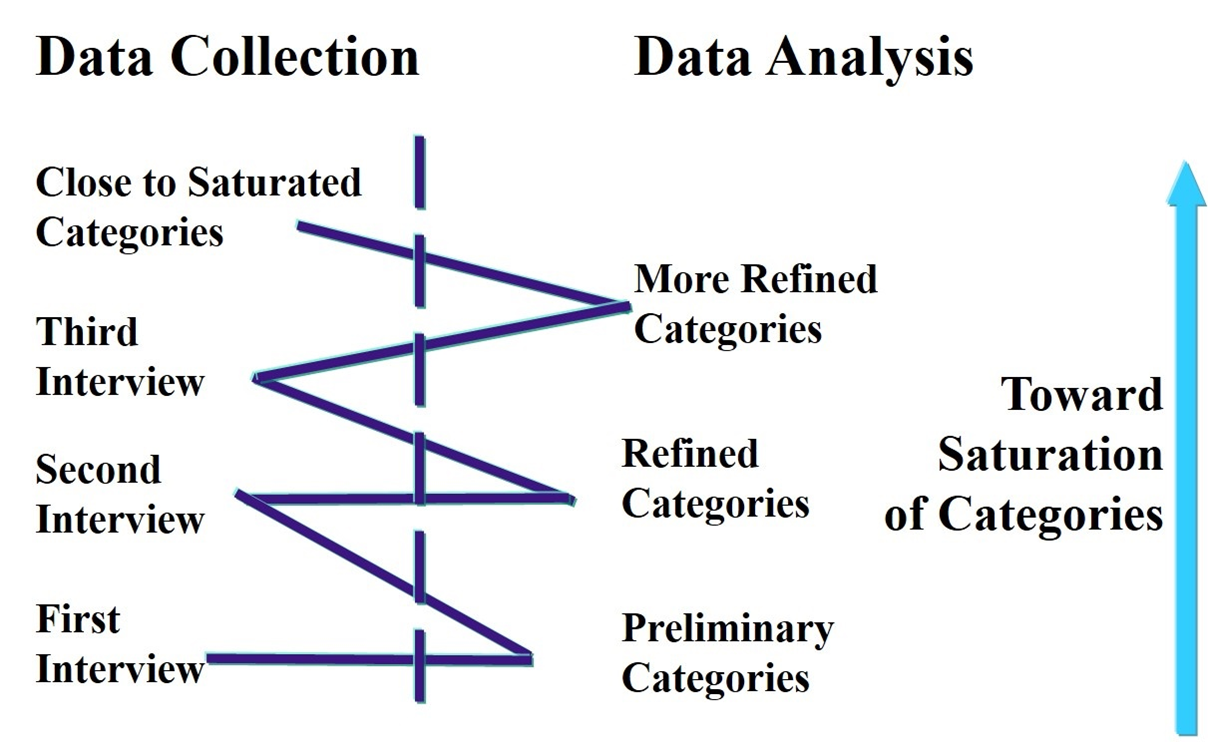 Data Collection
Data Analysis
Close to Saturated
Categories
More Refined
Categories
Third
Interview
Toward
Saturation
of Categories
Refined
Categories
Second
Interview
First
Interview
Preliminary
Categories